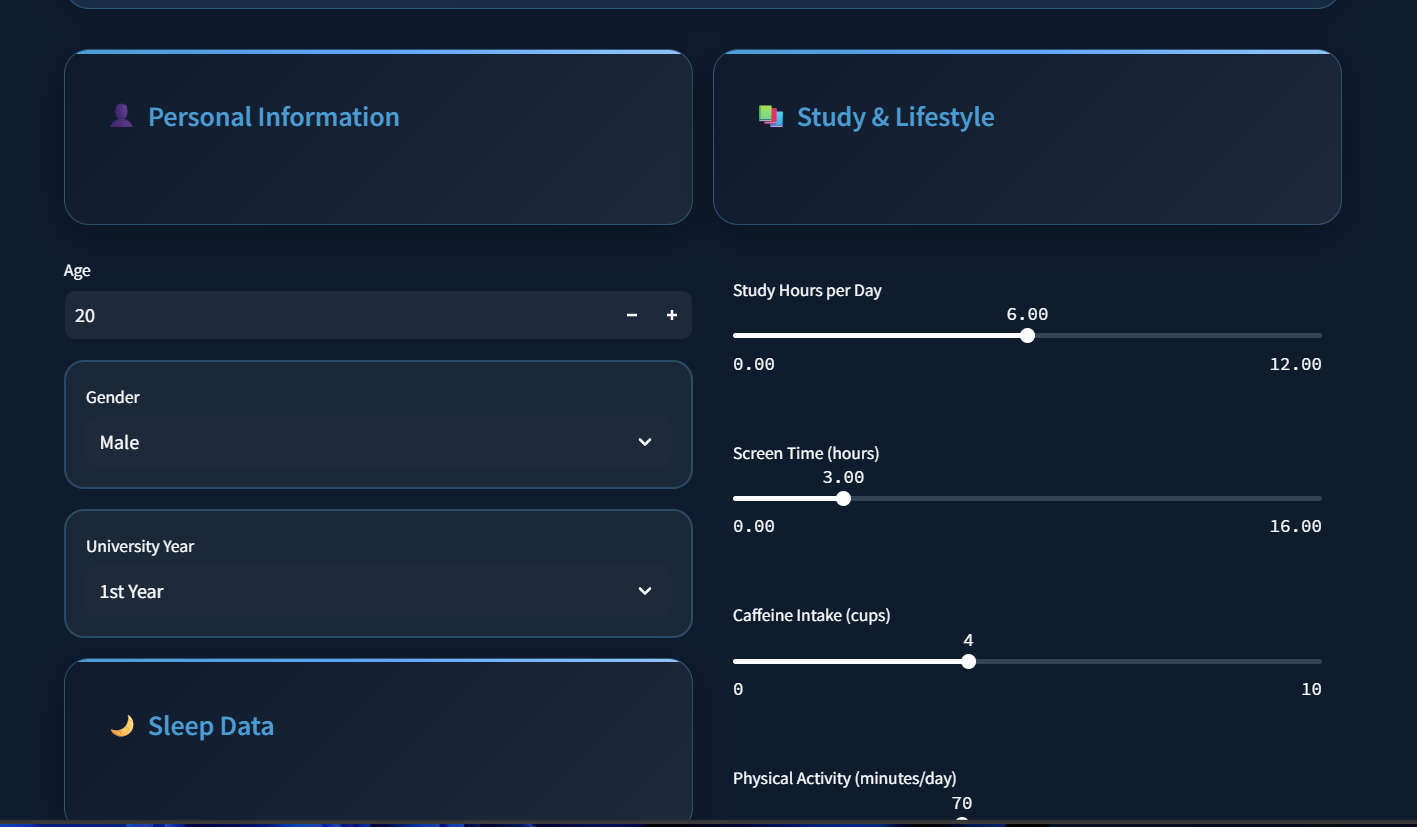 👤 Personal Information
Age
20
Gender
Male
University Year
1st Year
🌙 Sleep Data
📚 Study & Lifestyle
Study Hours per Day
6.00
0.00 12.00
Screen Time (hours)
3.00
0.00 16.00
Caffeine Intake (cups)
4
0 10
Physical Activity (minutes/day)
70